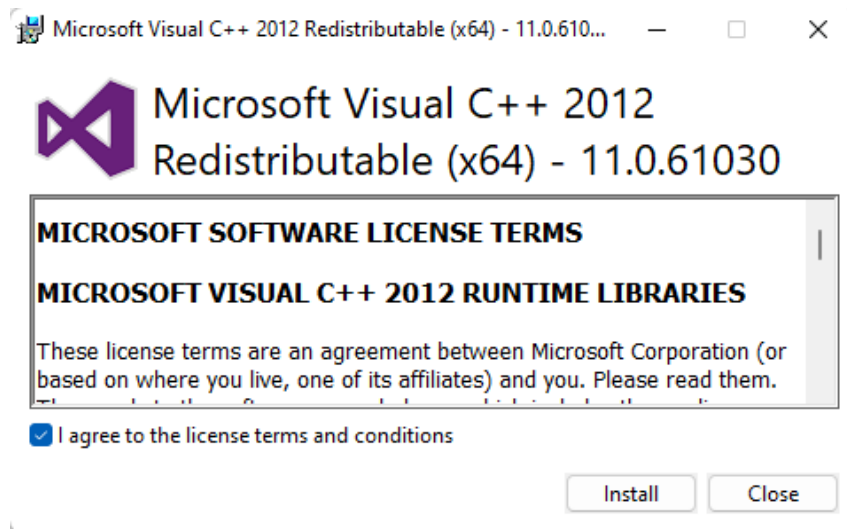 Microsoft Visual C++ 2012 Redistributable (x64) - 11.0.610...
Microsoft Visual C++ 2012
Redistributable (x64) - 11.0.61030
MICROSOFT SOFTWARE LICENSE TERMS
MICROSOFT VISUAL C++ 2012 RUNTIME LIBRARIES
These license terms are an agreement between Microsoft Corporation (or
based on where you live, one of its affiliates) and you. Please read them.
I agree to the license terms and conditions
Install
Close